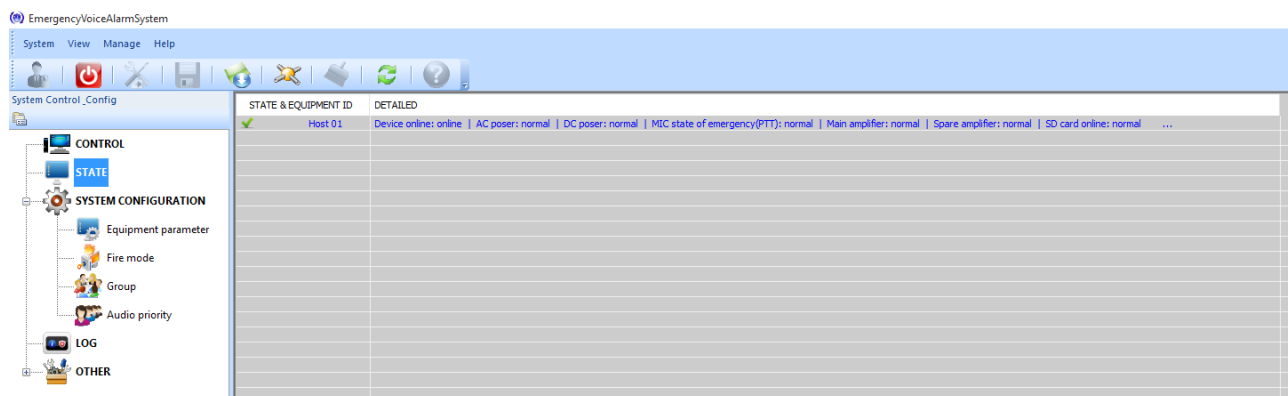 EmergencyVoiceAlarmSystem
System View Manage Help
System Control _Config
CONTROL
STATE
SYSTEM CONFIGURATION
Equipment parameter
Fire mode
Group
Audio priority
LOG
OTHER
STATE & EQUIPMENT ID DETAILED
Host 01 Device online: online | AC poser: normal | DC poser: normal | MIC state of emergency(PTT): normal | Main amplifier: normal | Spare amplifier: normal | SD card online: normal ...